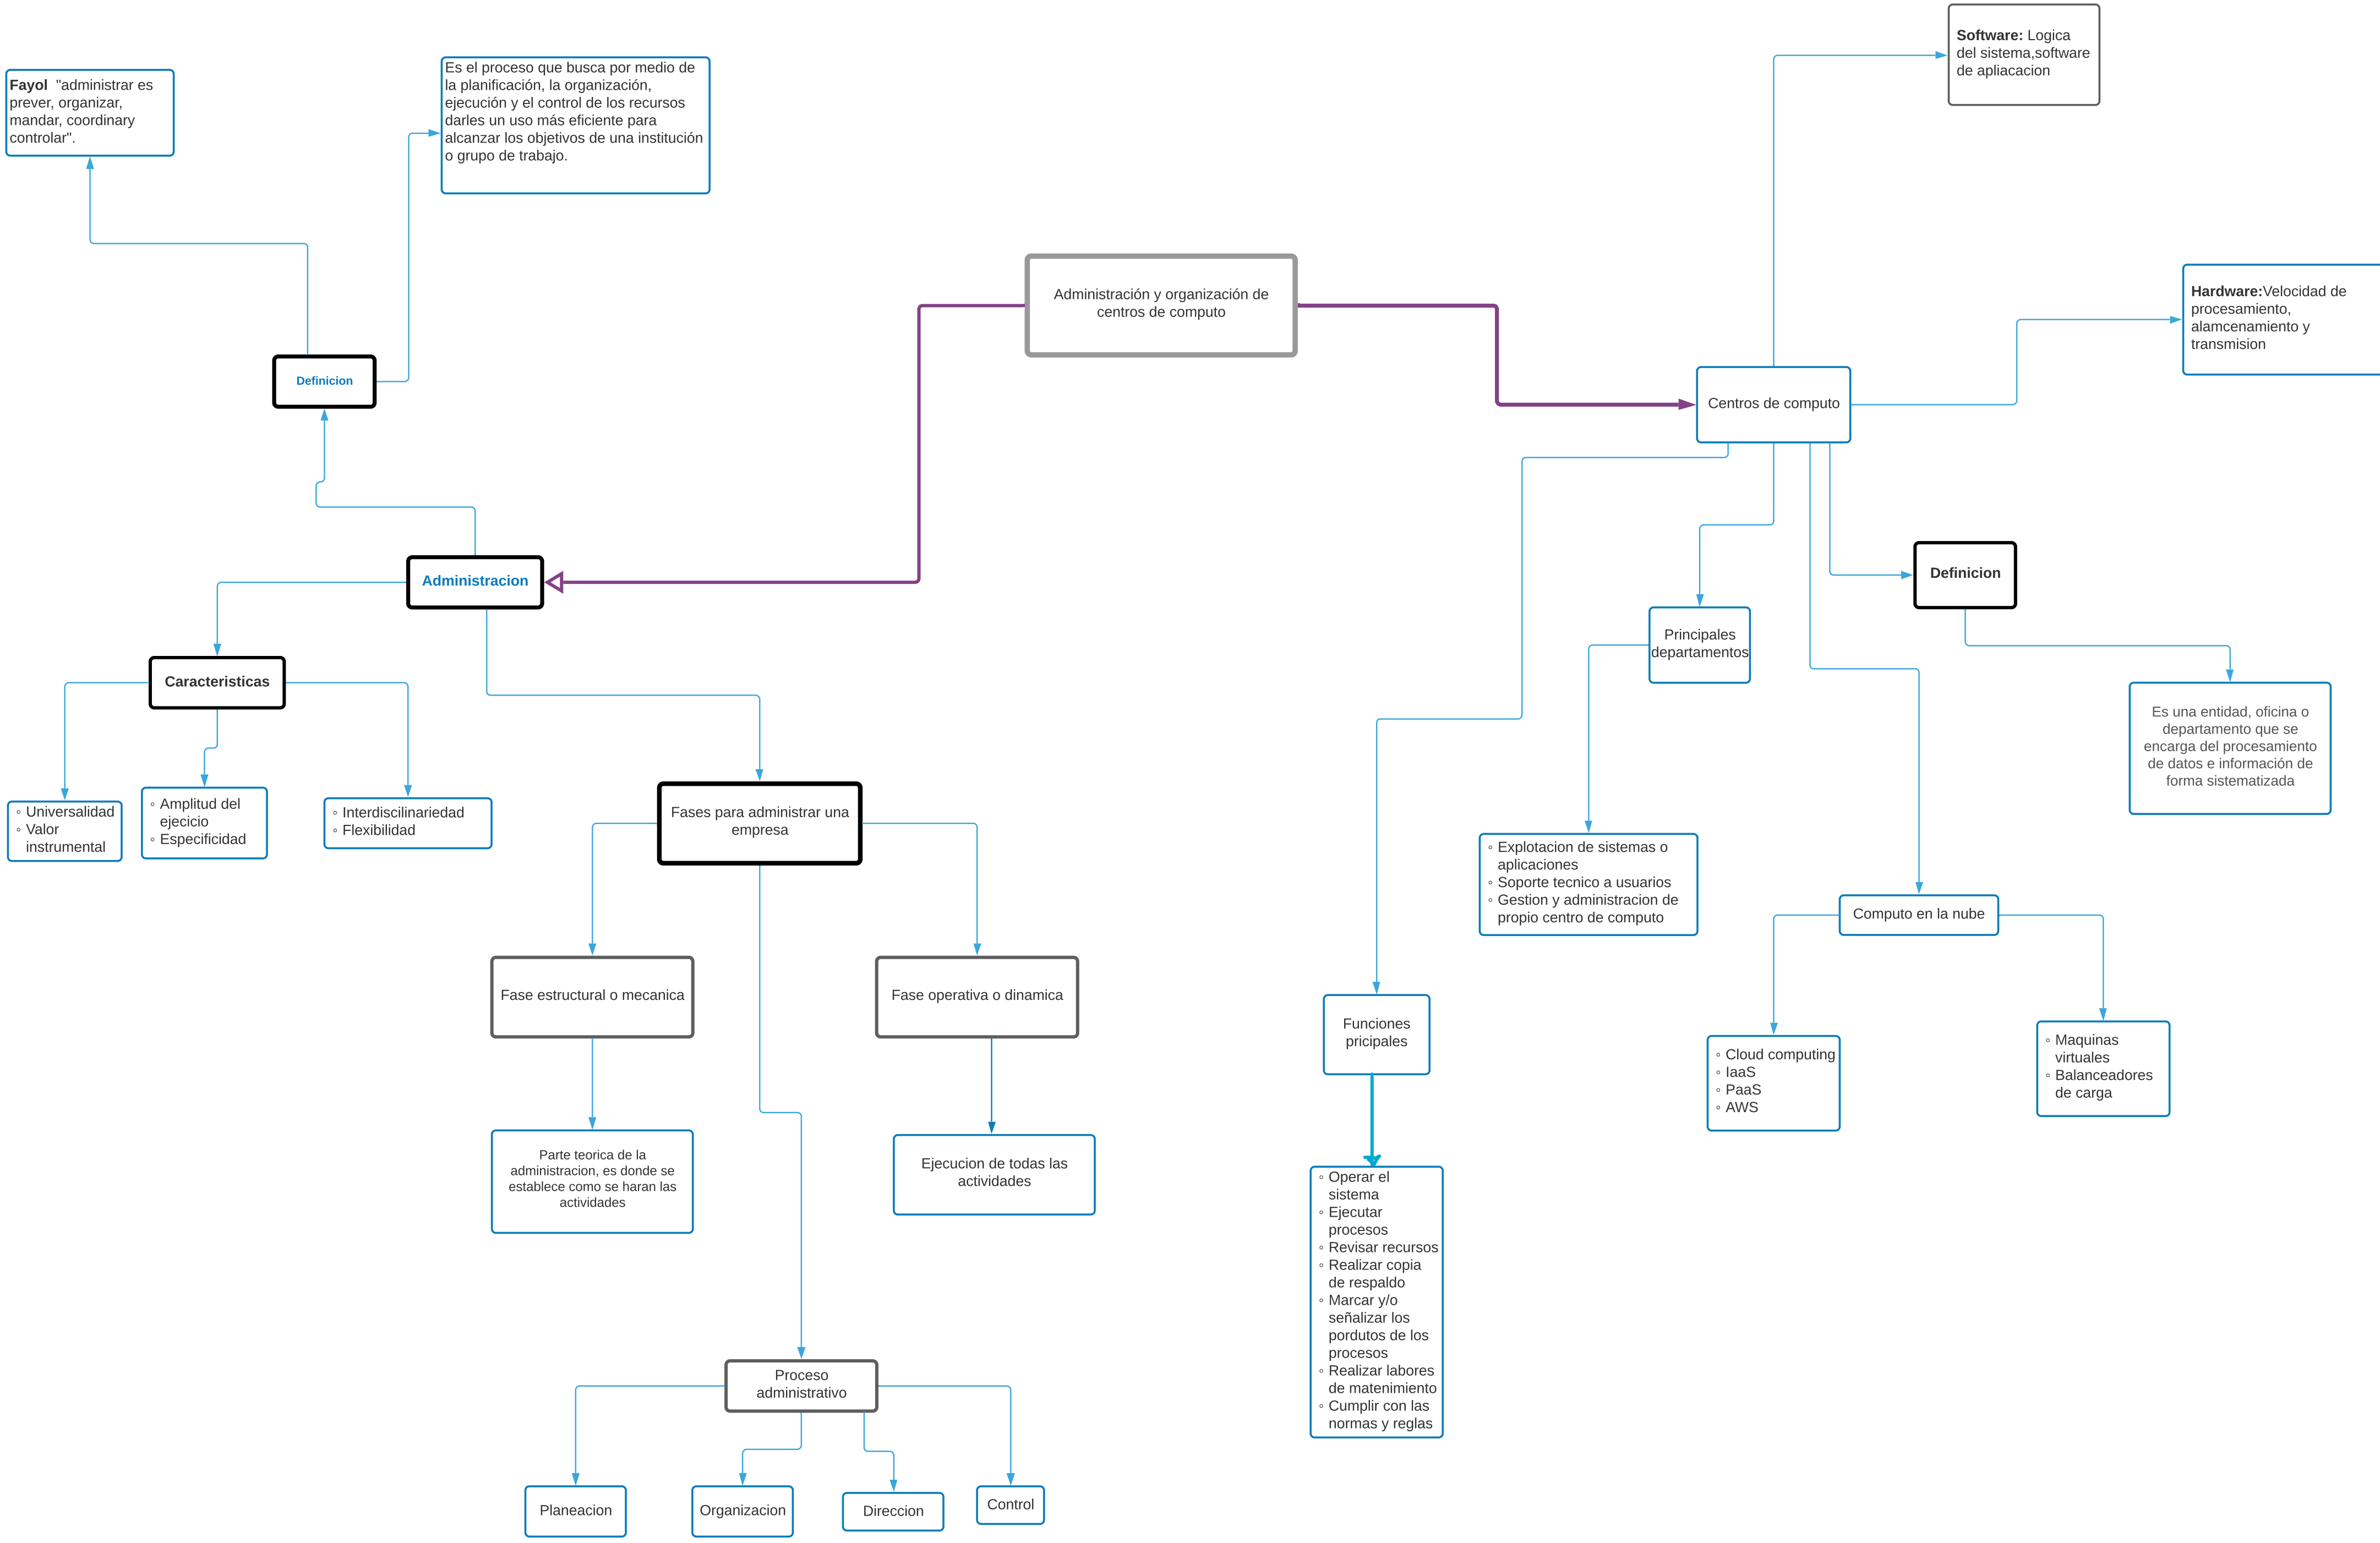 Software: Logica
del sistema,software
de apliacacion
Es el proceso que busca por medio de
la planificación, la organización,
ejecución y el control de los recursos
darles un uso más eficiente para
alcanzar los objetivos de una institución
o grupo de trabajo.
Fayol  "administrar es
prever, organizar,
mandar, coordinary
controlar".
Administración y organización de
centros de computo
Hardware:Velocidad de
procesamiento,
alamcenamiento y
transmision
Definicion
Centros de computo
Administracion
Definicion
Principales
departamentos
Caracteristicas
Es una entidad, oficina o
departamento que se
encarga del procesamiento
de datos e información de
forma sistematizada
◦ Universalidad
◦ Valor
instrumental
◦ Amplitud del
ejecicio
◦ Especificidad
◦ Interdiscilinariedad
◦ Flexibilidad
Fases para administrar una
empresa
◦ Explotacion de sistemas o
aplicaciones
◦ Soporte tecnico a usuarios
◦ Gestion y administracion de
propio centro de computo
Computo en la nube
Fase estructural o mecanica
Fase operativa o dinamica
Funciones
pricipales
◦ Cloud computing
◦ IaaS
◦ PaaS
◦ AWS
◦ Maquinas
virtuales
◦ Balanceadores
de carga
Parte teorica de la
administracion, es donde se
establece como se haran las
actividades
Ejecucion de todas las
actividades
◦ Operar el
sistema
◦ Ejecutar
procesos
◦ Revisar recursos
◦ Realizar copia
de respaldo
◦ Marcar y/o
señalizar los
pordutos de los
procesos
◦ Realizar labores
de matenimiento
◦ Cumplir con las
normas y reglas
Proceso
administrativo
Planeacion
Organizacion
Direccion
Control